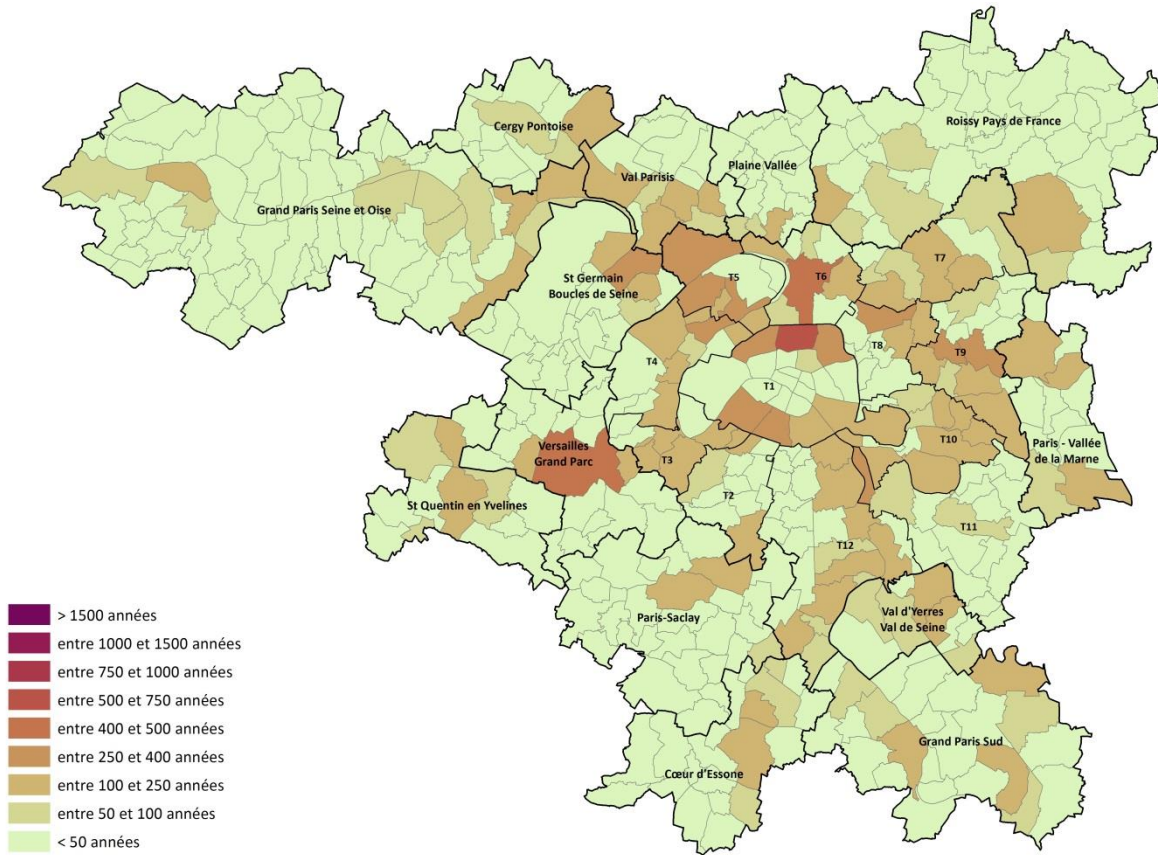 Roissy Pays de France
Cergy Pontoise
Plaine Vallée
Val Parisis
Grand Paris Seine et Oise
T7
St Germain
Boucles de Seine
T5
T6
T8
T9
T4
T1
Versailles
Grand Parc
T3
T10
Paris - Vallée
de la Marne
St Quentin en Yvelines
T2
T11
T12
Paris-Saclay
Val d'Yerres
Val de Seine
Grand Paris Sud
Cœur d'Essone
> 1500 années
entre 1000 et 1500 années
entre 750 et 1000 années
entre 500 et 750 années
entre 400 et 500 années
entre 250 et 400 années
entre 100 et 250 années
entre 50 et 100 années
< 50 années